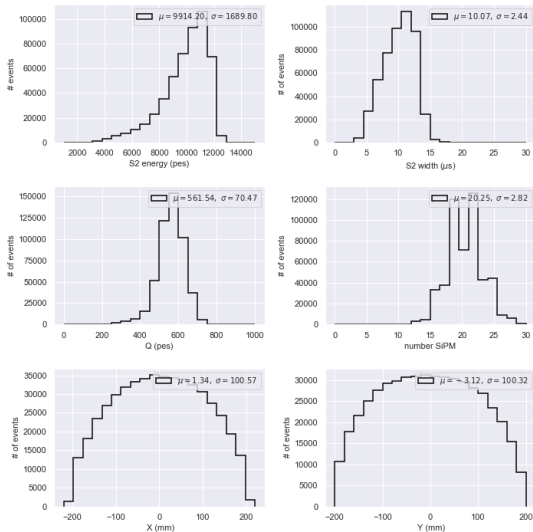 μ = 9914.20, σ = 1689.80
# of events
100000
80000
60000
40000
20000
0
2000 4000 6000 8000 10000 12000 14000
S2 energy (pes)
μ = 10.07, σ = 2.44
# of events
100000
80000
60000
40000
20000
0
0 5 10 15 20 25 30
S2 width (μs)
μ = 561.54, σ = 70.47
# of events
150000
125000
100000
75000
50000
25000
0
0 200 400 600 800 1000
Q (pes)
μ = 20.25, σ = 2.82
# of events
120000
100000
80000
60000
40000
20000
0
0 5 10 15 20 25 30
number SiPM
μ = 1.34, σ = 100.57
# of events
35000
30000
25000
20000
15000
10000
5000
0
−200 −100 0 100 200
X (mm)
μ = −3.12, σ = 100.32
# of events
30000
25000
20000
15000
10000
5000
0
−200 −100 0 100 200
Y (mm)